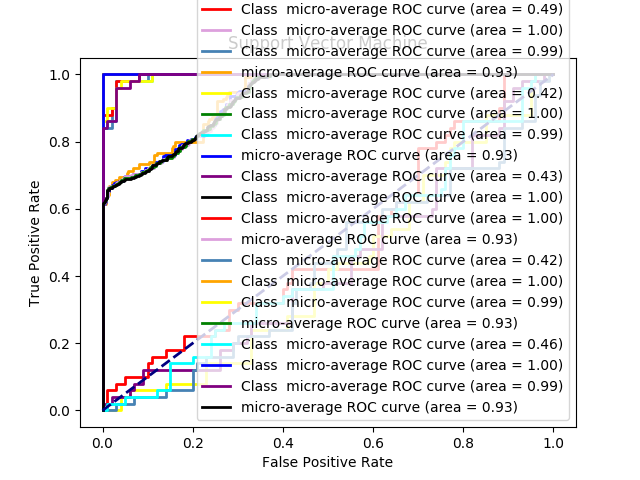 Class  micro-average ROC curve (area = 0.49)
Class  micro-average ROC curve (area = 1.00)
Support Vector Machine
Class  micro-average ROC curve (area = 0.99)
micro-average ROC curve (area = 0.93)
Class  micro-average ROC curve (area = 0.42)
Class  micro-average ROC curve (area = 1.00)
Class  micro-average ROC curve (area = 0.99)
micro-average ROC curve (area = 0.93)
Class  micro-average ROC curve (area = 0.43)
Class  micro-average ROC curve (area = 1.00)
Class  micro-average ROC curve (area = 1.00)
micro-average ROC curve (area = 0.93)
Class  micro-average ROC curve (area = 0.42)
Class  micro-average ROC curve (area = 1.00)
Class  micro-average ROC curve (area = 0.99)
micro-average ROC curve (area = 0.93)
Class  micro-average ROC curve (area = 0.46)
Class  micro-average ROC curve (area = 1.00)
Class  micro-average ROC curve (area = 0.99)
micro-average ROC curve (area = 0.93)
True Positive Rate
1.0
0.8
0.6
0.4
0.2
0.0
0.0 0.2 0.4 0.6 0.8 1.0
False Positive Rate